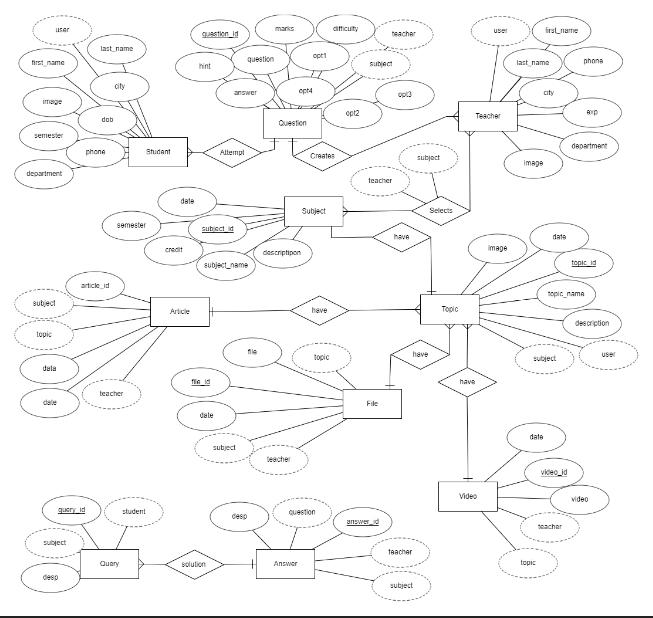 user
last_name
first_name
city
image
dob
semester
phone
department
Student
Attempt
question_id
marks
difficulty
teacher
hint
question
opt1
subject
answer
opt4
opt3
opt2
Question
Creates
user
first_name
last_name
phone
city
exp
Teacher
department
image
subject
teacher
Selects
date
semester
subject_id
credit
subject_name
descriptipon
Subject
have
image
date
topic_id
topic_name
description
user
subject
Topic
article_id
subject
topic
data
date
teacher
Article
have
have
have
file
topic
file_id
date
subject
teacher
File
date
video_id
video
teacher
topic
Video
query_id
student
subject
desp
Query
solution
desp
question
answer_id
teacher
subject
Answer